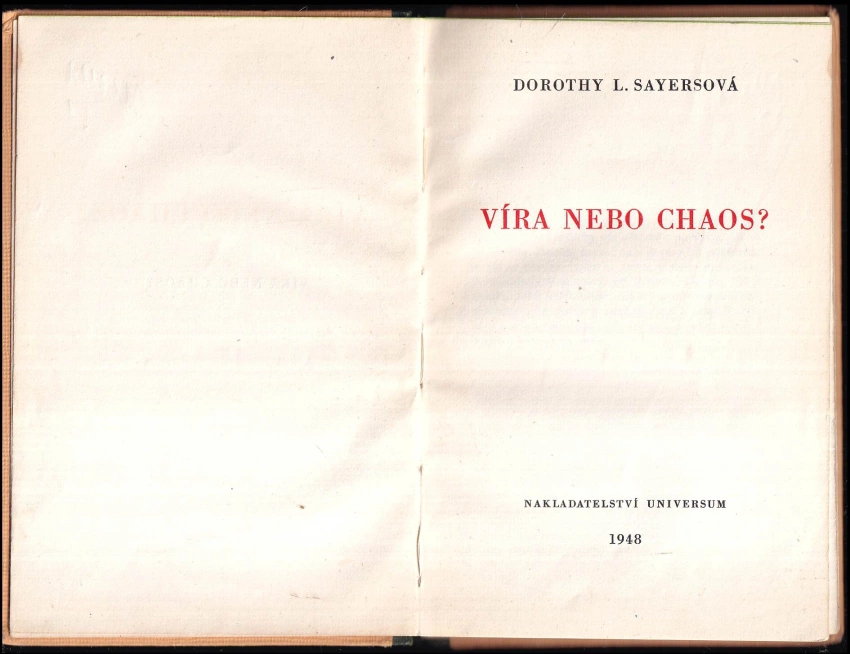 DOROTHY L. SAYERSOVÁ
VÍRA NEBO CHAOS?
NAKLADATELSTVÍ UNIVERSUM
1948